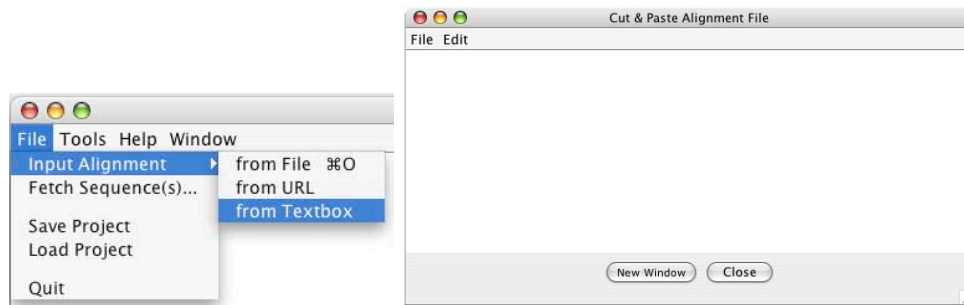 File Tools Help Window
Input Alignment
from File ⌘O
Fetch Sequence(s)...
from URL
from Textbox
Save Project
Load Project
Quit
Cut & Paste Alignment File
File Edit
New Window Close